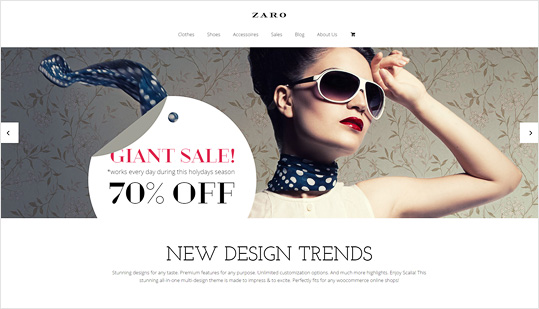 ZARO
Clothes Shoes Accessoires Sales Blog About Us
GIANT SALE!
*works every day during this holydays season
70% OFF
NEW DESIGN TRENDS
Stunning designs for any taste. Premium features for any purpose. Unlimited customization options. And much more highlights. Enjoy Scalia! This
stunning all-in-one multi-design theme is made to impress & to excite. Perfectly fits for any woocommerce online shops!